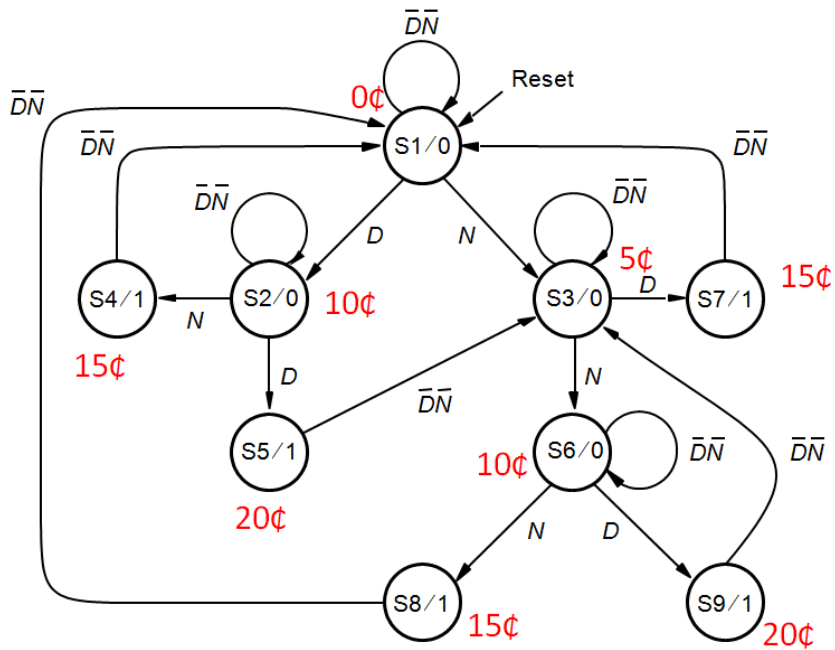 D̅N̅
Reset
0¢
D̅N̅
S1/0
D̅N̅
D̅N̅
D̅N̅
D̅N̅
D
N
5¢
S4/1
N
S2/0
10¢
S3/0
D
S7/1
15¢
15¢
D
N
D̅N̅
S5/1
10¢
S6/0
D̅N̅
D̅N̅
20¢
N
D
S8/1
15¢
S9/1
20¢